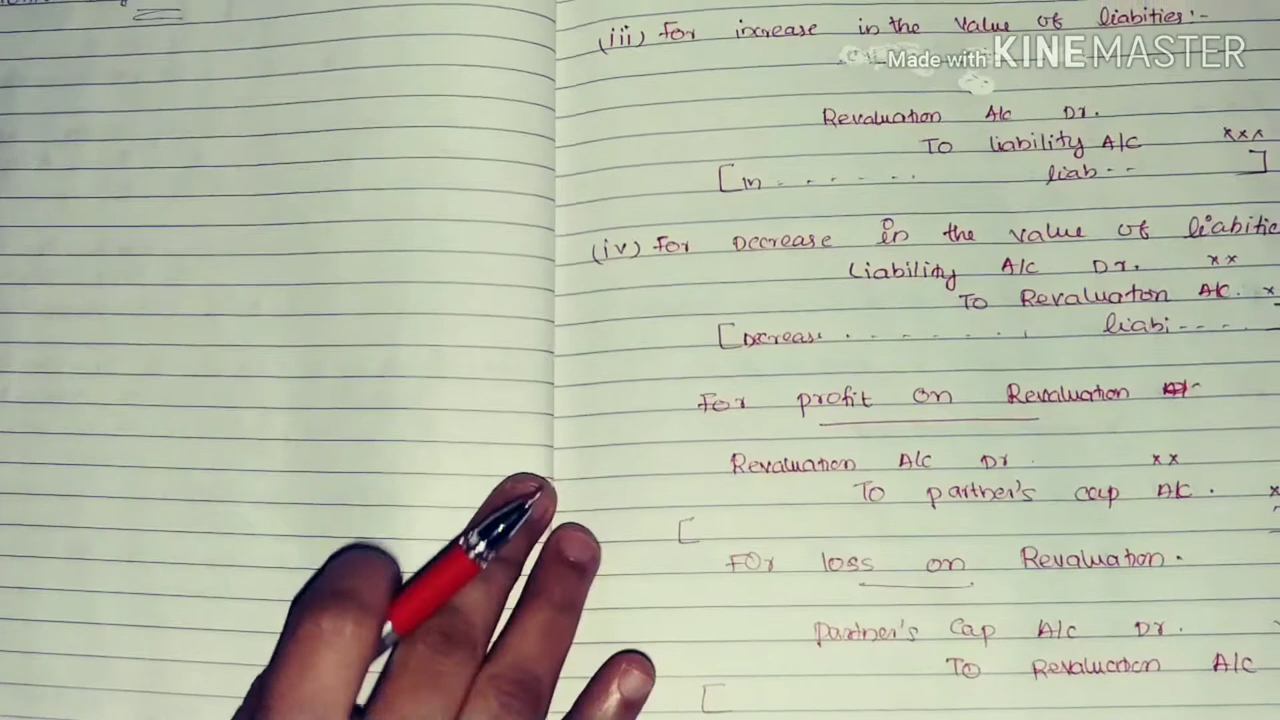 (iii) For increase in the value of liabities:-
Made with KINEMASTER
Revaluation A/c Dr.
To liability A/c xxx
[In - - - - - - liab - - ]
(iv) For Decrease in the value of liabitie
Liability A/c Dr. xx
To Revaluaton A/c. x
[Decreas. - - - - - - - liabi - - - -
For profit on Revaluation
Revaluation A/c Dr. xx
To partner's cap A/c. x
[
For loss on Revaluation.
Partner's Cap A/c Dr.
To Revaluation A/c
[